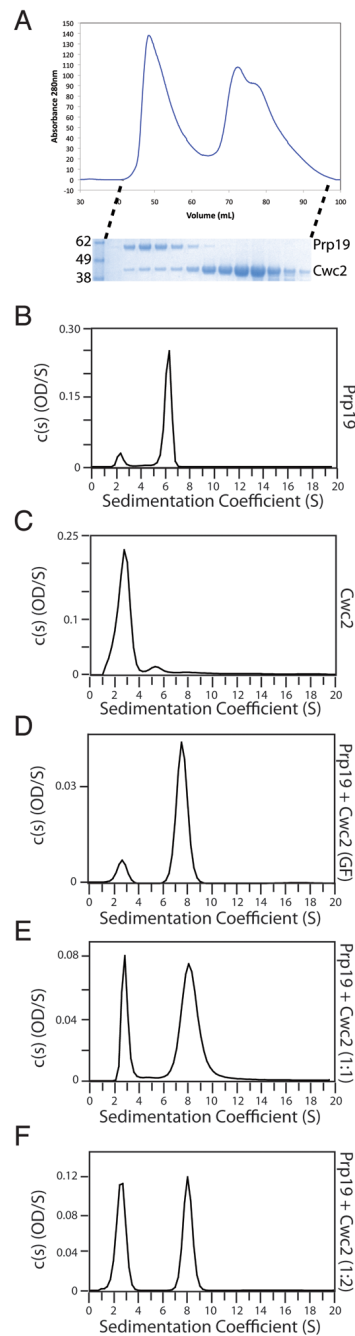 A
Absorbance 280nm
150
140
130
120
110
100
90
80
70
60
50
40
30
20
10
0
-10
30 50 60 70 80 90 100
Volume (mL)
62
49
38
Prp19
Cwc2
B
0.30
0.15
0
c(s) (OD/S)
0 2 4 6 8 10 12 14 16 18 20
Sedimentation Coefficient (S)
Prp19
C
0.25
0.1
0
c(s) (OD/S)
0 2 4 6 8 10 12 14 16 18 20
Sedimentation Coefficient (S)
Cwc2
D
0.03
0
c(s) (OD/S)
0 2 4 6 8 10 12 14 16 18 20
Sedimentation Coefficient (S)
Prp19 + Cwc2 (GF)
E
0.08
0.04
0
c(s) (OD/S)
0 2 4 6 8 10 12 14 16 18 20
Sedimentation Coefficient (S)
Prp19 + Cwc2 (1:1)
F
0.12
0.08
0.04
0
c(s) (OD/S)
0 2 4 6 8 10 12 14 16 18 20
Sedimentation Coefficient (S)
Prp19 + Cwc2 (1:2)